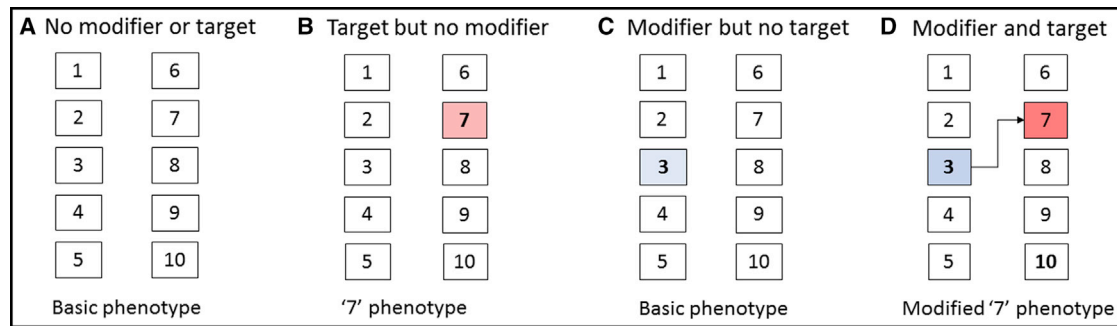 A No modifier or target
1 6
2 7
3 8
4 9
5 10
Basic phenotype
B Target but no modifier
1 6
2 7
3 8
4 9
5 10
‘7’ phenotype
C Modifier but no target
1 6
2 7
3 8
4 9
5 10
Basic phenotype
D Modifier and target
1 6
2 7
3 8
4 9
5 10
Modified ‘7’ phenotype